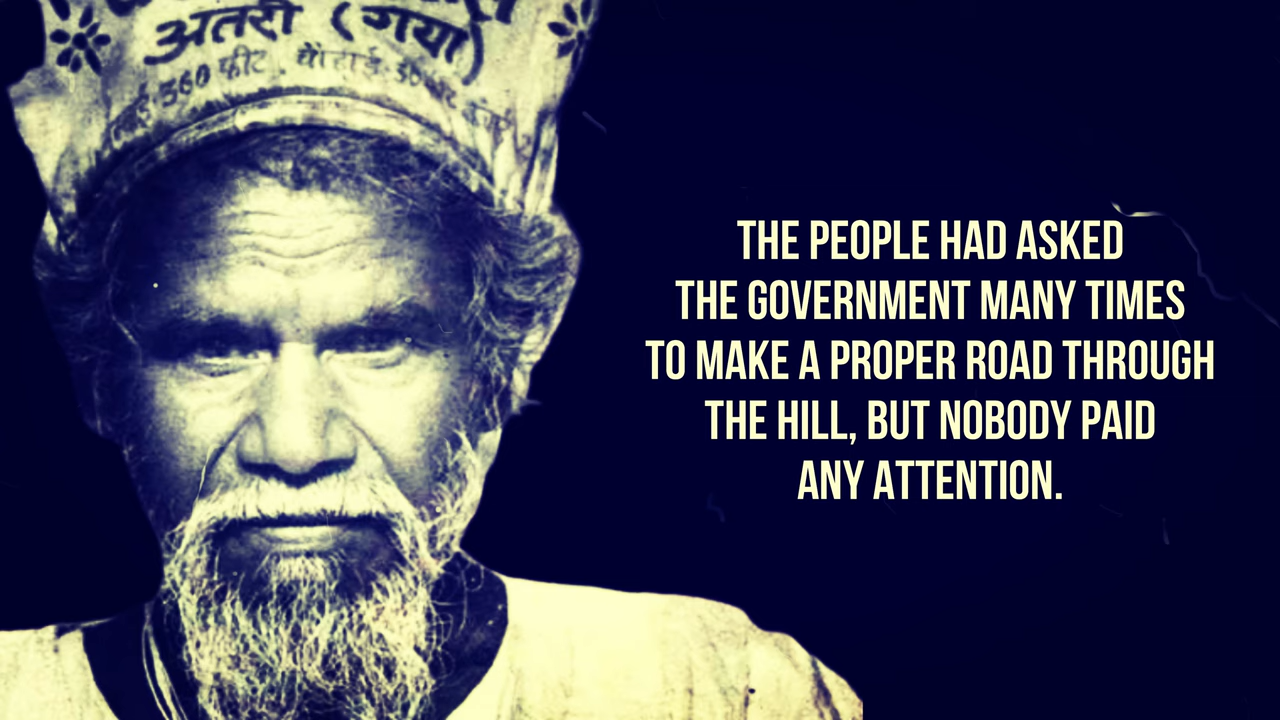 अतरी (गया)
560 फीट
THE PEOPLE HAD ASKED
THE GOVERNMENT MANY TIMES
TO MAKE A PROPER ROAD THROUGH
THE HILL, BUT NOBODY PAID
ANY ATTENTION.